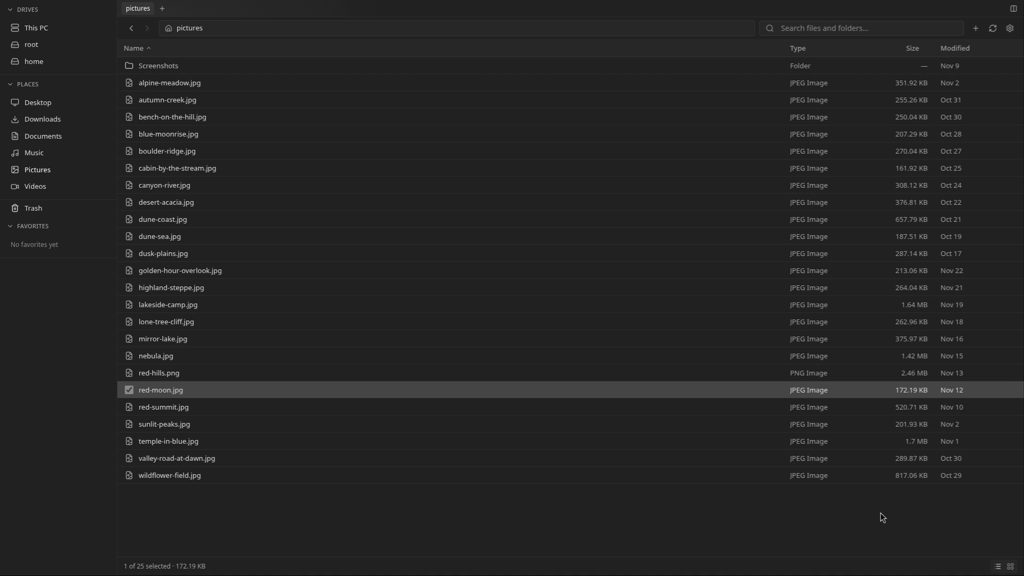 DRIVES
This PC
root
home
PLACES
Desktop
Downloads
Documents
Music
Pictures
Videos
Trash
FAVORITES
No favorites yet
pictures
pictures
Search files and folders...
Name Type Size Modified
Screenshots Folder — Nov 9
alpine-meadow.jpg JPEG Image 351.92 KB Nov 2
autumn-creek.jpg JPEG Image 255.26 KB Oct 31
bench-on-the-hill.jpg JPEG Image 250.04 KB Oct 30
blue-moonrise.jpg JPEG Image 207.29 KB Oct 28
boulder-ridge.jpg JPEG Image 270.04 KB Oct 27
cabin-by-the-stream.jpg JPEG Image 161.92 KB Oct 25
canyon-river.jpg JPEG Image 308.12 KB Oct 24
desert-acacia.jpg JPEG Image 376.81 KB Oct 22
dune-coast.jpg JPEG Image 657.79 KB Oct 21
dune-sea.jpg JPEG Image 187.51 KB Oct 19
dusk-plains.jpg JPEG Image 287.14 KB Oct 17
golden-hour-overlook.jpg JPEG Image 213.06 KB Nov 22
highland-steppe.jpg JPEG Image 264.04 KB Nov 21
lakeside-camp.jpg JPEG Image 1.64 MB Nov 19
lone-tree-cliff.jpg JPEG Image 262.96 KB Nov 18
mirror-lake.jpg JPEG Image 375.97 KB Nov 16
nebula.jpg JPEG Image 1.42 MB Nov 15
red-hills.png PNG Image 2.46 MB Nov 13
red-moon.jpg JPEG Image 172.19 KB Nov 12
red-summit.jpg JPEG Image 520.71 KB Nov 10
sunlit-peaks.jpg JPEG Image 201.93 KB Nov 2
temple-in-blue.jpg JPEG Image 1.7 MB Nov 1
valley-road-at-dawn.jpg JPEG Image 289.87 KB Oct 30
wildflower-field.jpg JPEG Image 817.06 KB Oct 29
1 of 25 selected · 172.19 KB